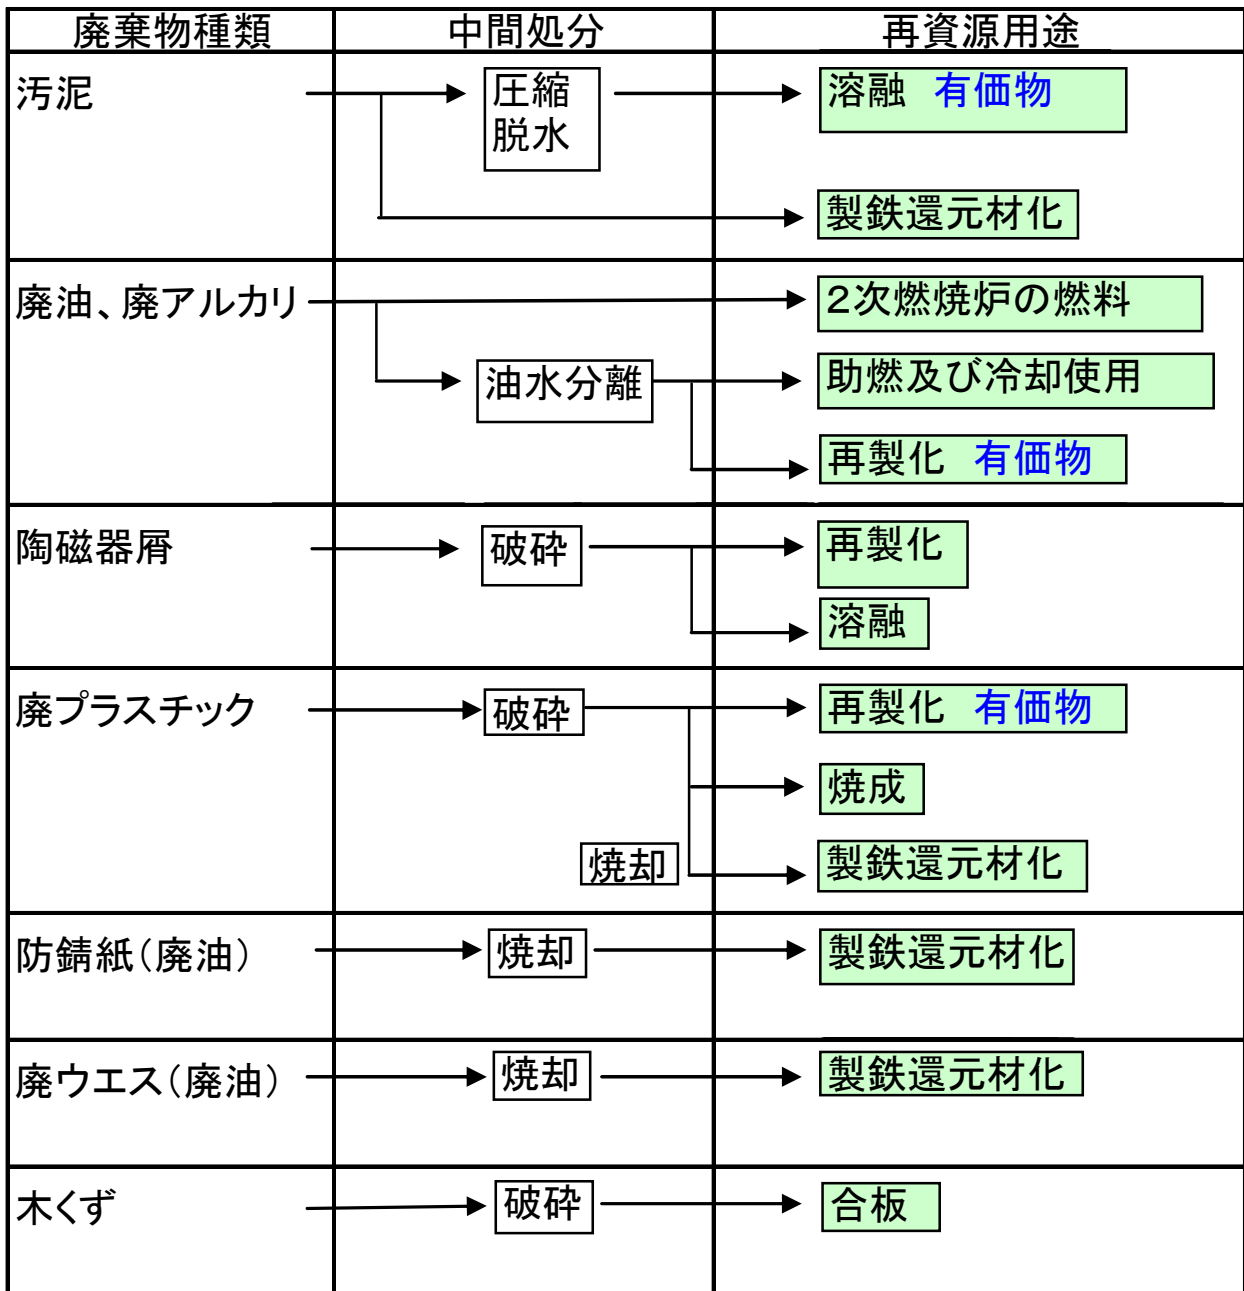 廃棄物種類 中間処分 再資源用途
汚泥 圧縮 溶融 有価物
脱水
製鉄還元材化
廃油、廃アルカリ 2次燃焼炉の燃料
油水分離 助燃及び冷却使用
再製化 有価物
陶磁器屑 破砕 再製化
溶融
廃プラスチック 破砕 再製化 有価物
焼成
焼却 製鉄還元材化
防錆紙（廃油） 焼却 製鉄還元材化
廃ウエス（廃油） 焼却 製鉄還元材化
木くず 破砕 合板